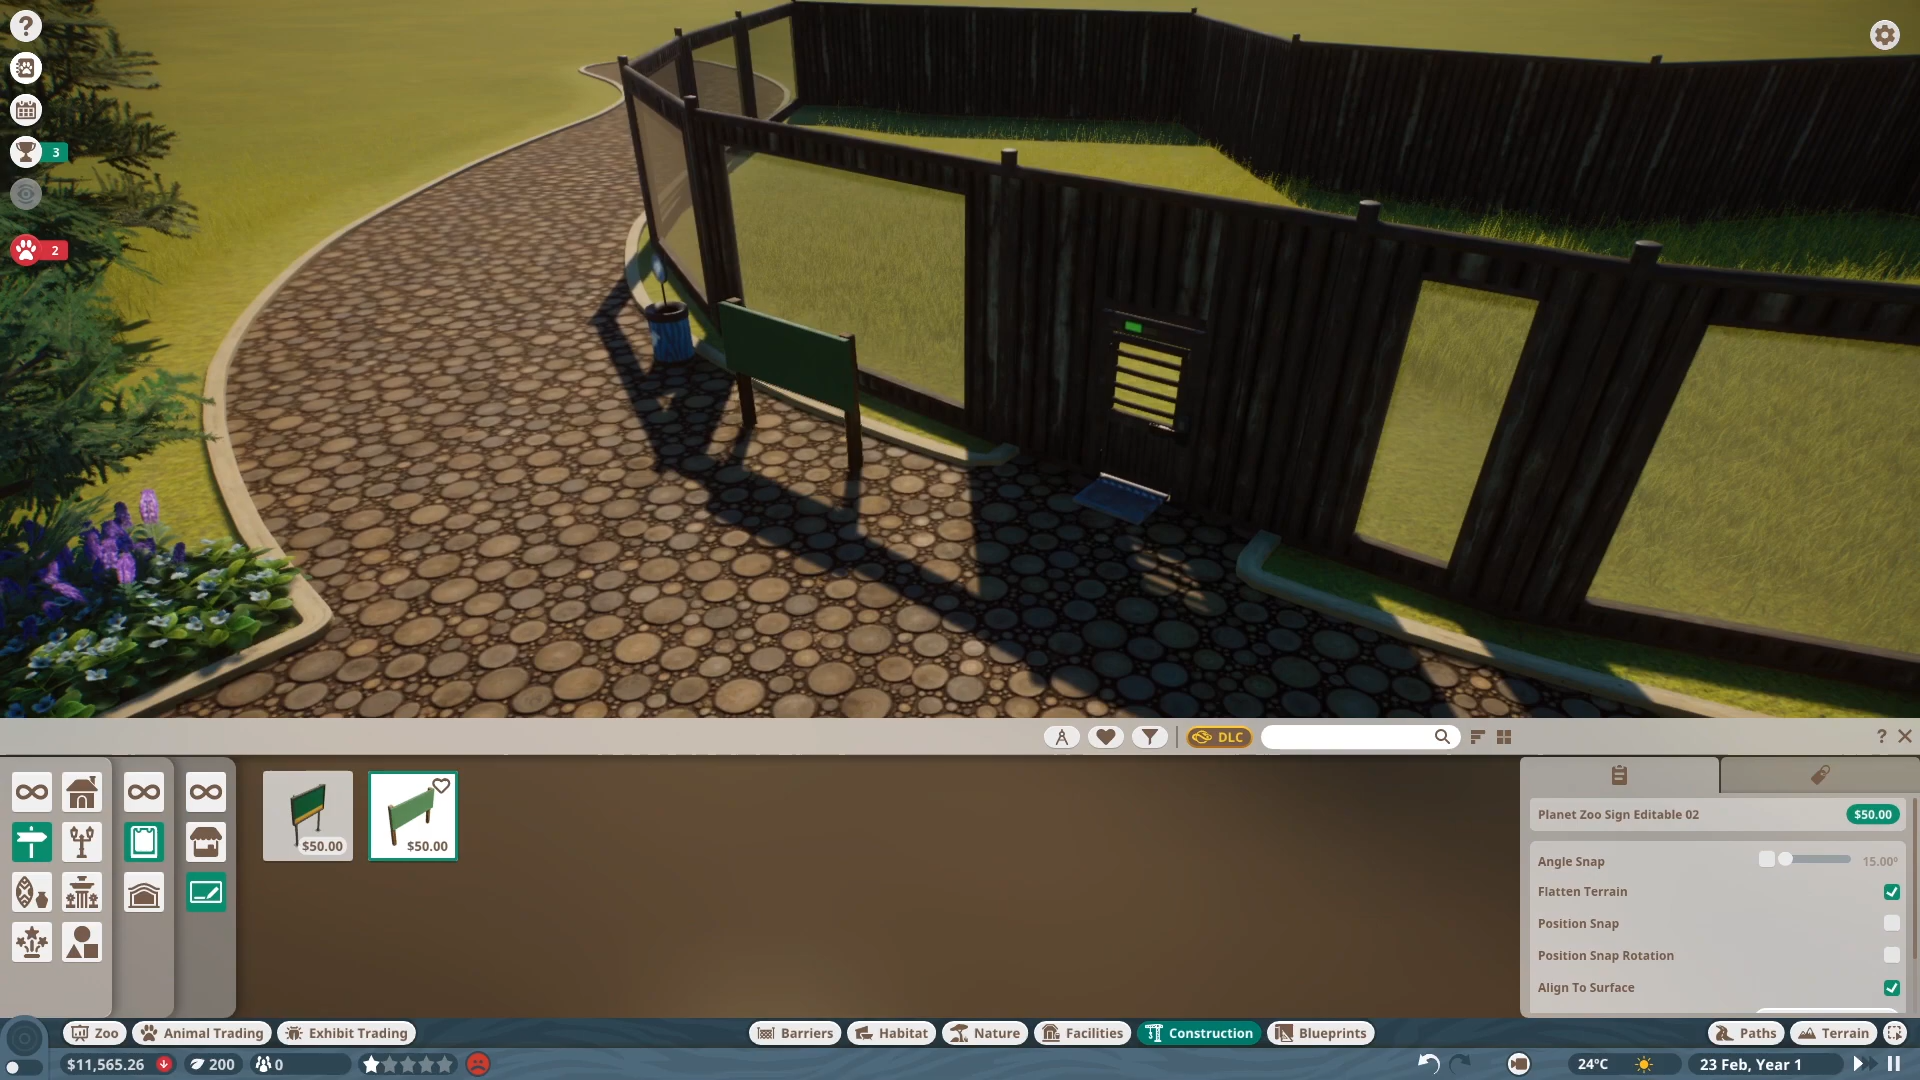 ?
3
2
DLC
?
$50.00
$50.00
Planet Zoo Sign Editable 02
$50.00
Angle Snap
15.00°
Flatten Terrain
Position Snap
Position Snap Rotation
Align To Surface
Zoo
Animal Trading
Exhibit Trading
Barriers
Habitat
Nature
Facilities
Construction
Blueprints
Paths
Terrain
$11,565.26
200
0
24°C
23 Feb, Year 1